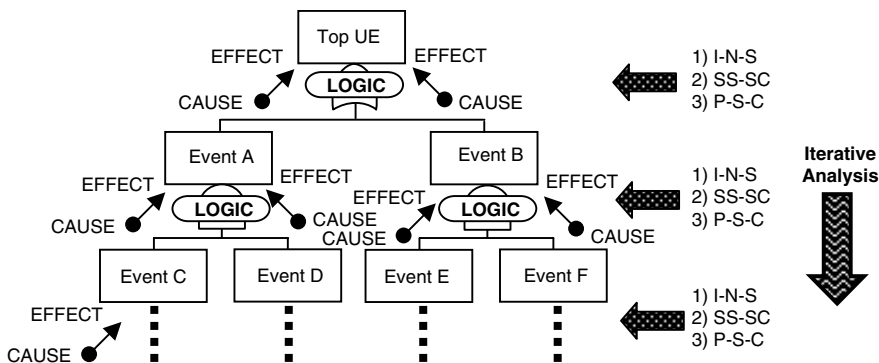 Top UE
EFFECT
EFFECT
LOGIC
CAUSE
CAUSE
1) I-N-S
2) SS-SC
3) P-S-C
Event A
Event B
EFFECT
EFFECT
EFFECT
EFFECT
LOGIC
LOGIC
CAUSE
CAUSE
CAUSE
CAUSE
1) I-N-S
2) SS-SC
3) P-S-C
Iterative
Analysis
Event C
Event D
Event E
Event F
EFFECT
CAUSE
1) I-N-S
2) SS-SC
3) P-S-C